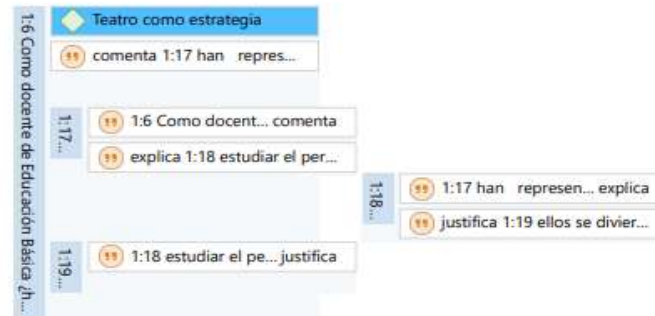 1:6 Como docente de Educación Básica ¿h...
Teatro como estrategia
comenta 1:17 han repres...
1:17...
1:6 Como docent... comenta
explica 1:18 estudiar el per...
1:18...
1:17 han represen... explica
justifica 1:19 ellos se divier...
1:19...
1:18 estudiar el pe... justifica